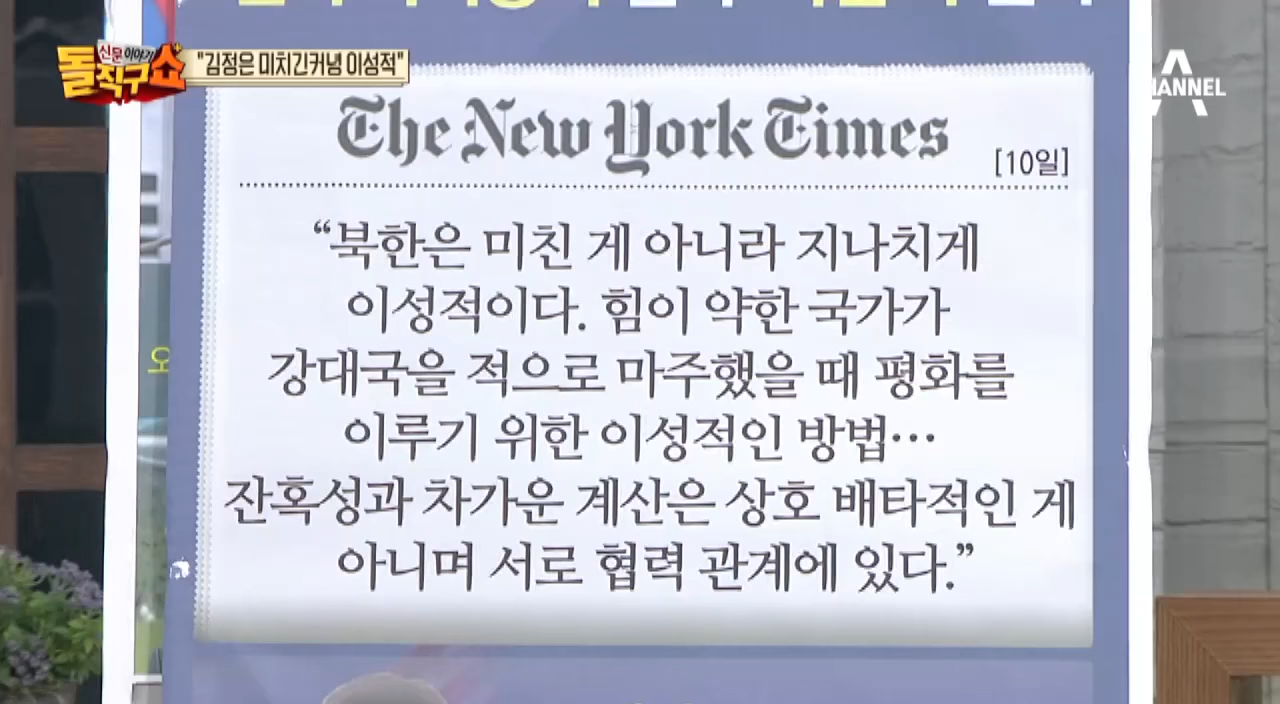 신문이야기
돌직구쇼
"김정은 미치긴커녕 이성적"
CHANNEL A
The New York Times
[10일]
“북한은 미친 게 아니라 지나치게
이성적이다. 힘이 약한 국가가
강대국을 적으로 마주했을 때 평화를
이루기 위한 이성적인 방법…
잔혹성과 차가운 계산은 상호 배타적인 게
아니며 서로 협력 관계에 있다.”
오